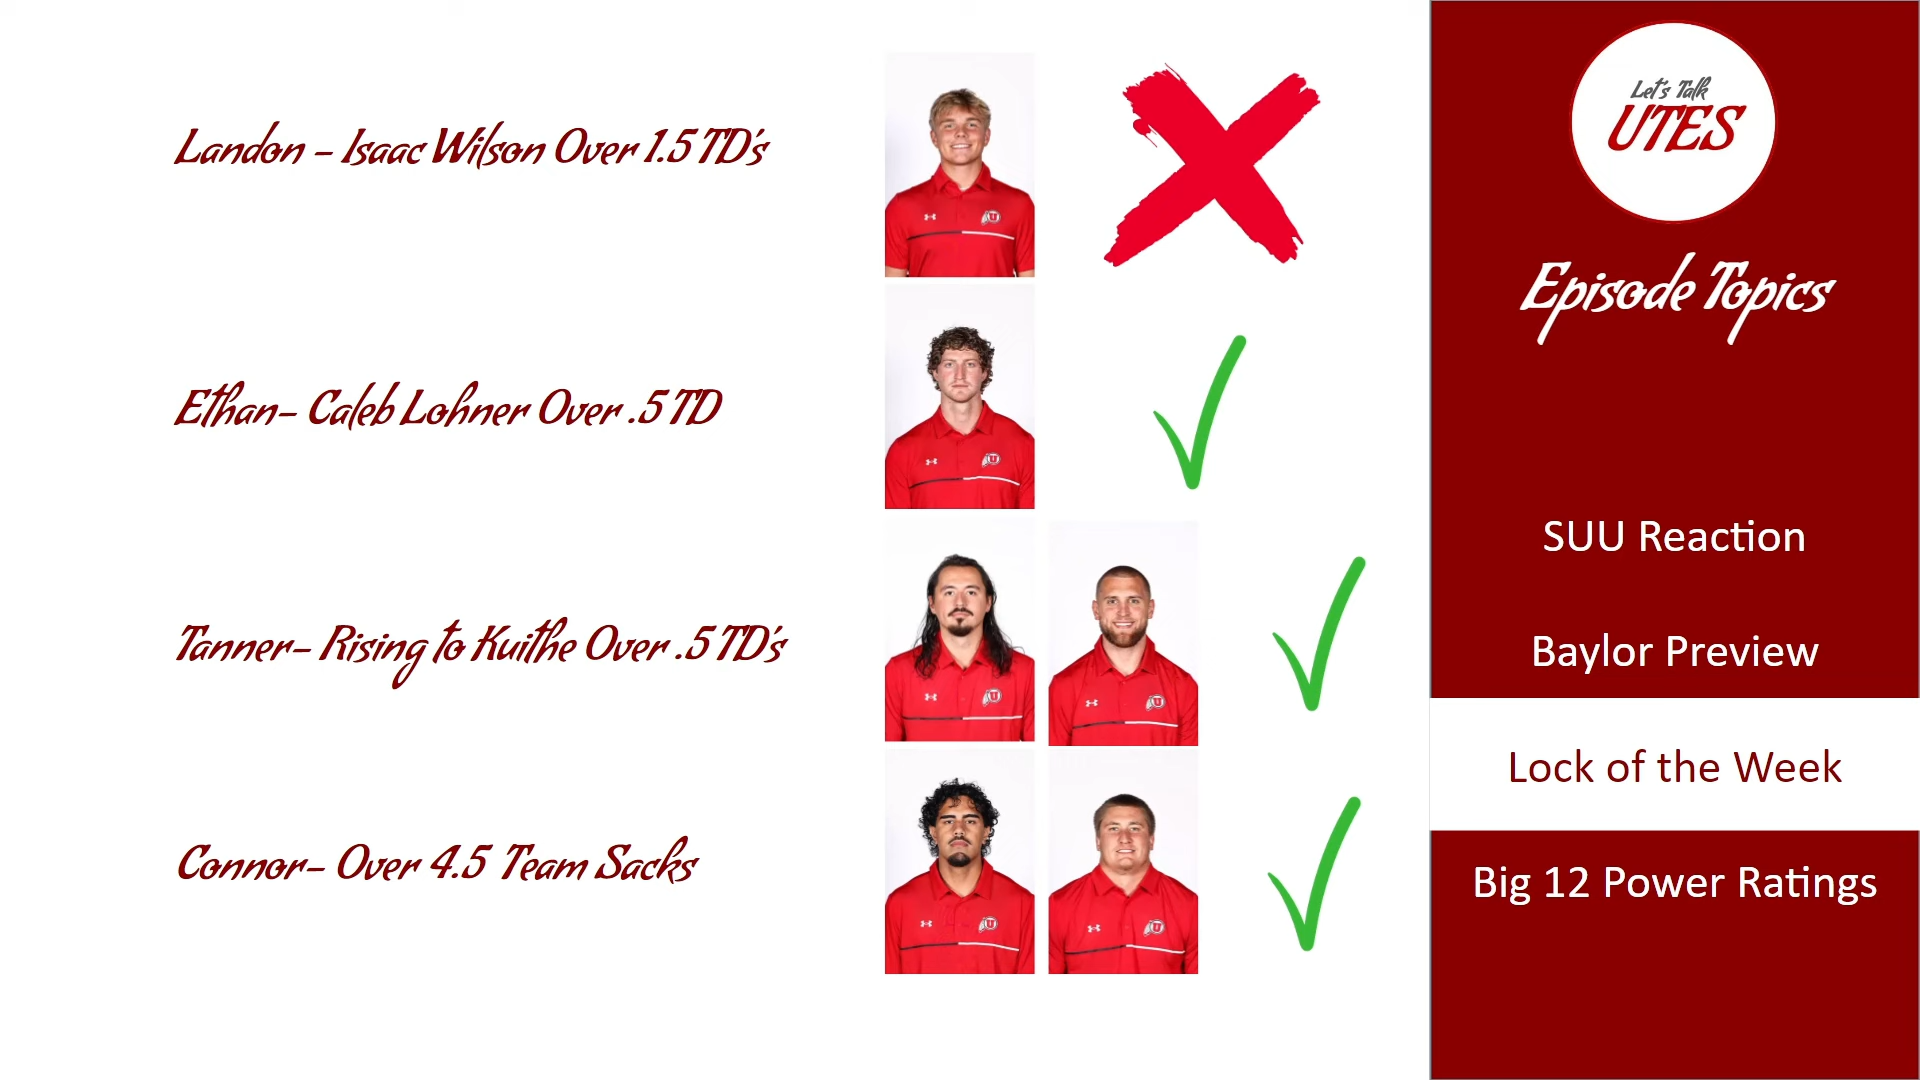 Landon - Isaac Wilson Over 1.5 TD's
Ethan- Caleb Lohner Over .5 TD
Tanner- Rising to Kuithe Over .5 TD's
Connor- Over 4.5 Team Sacks
Let's Talk
UTES
Episode Topics
SUU Reaction
Baylor Preview
Lock of the Week
Big 12 Power Ratings